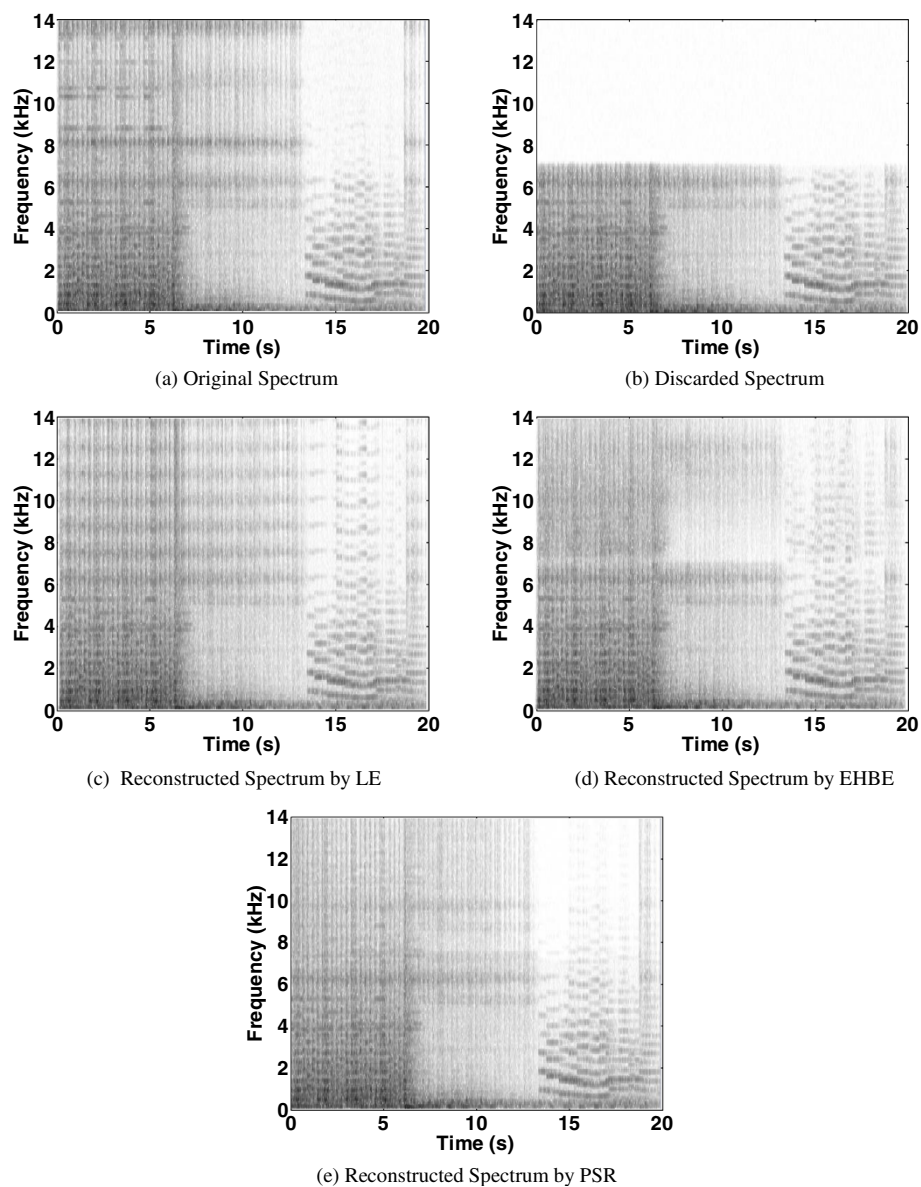 14
12
10
8
6
4
2
0
Frequency (kHz)
0 5 10 15 20
Time (s)
(a) Original Spectrum
14
12
10
8
6
4
2
0
Frequency (kHz)
0 5 10 15 20
Time (s)
(b) Discarded Spectrum
14
12
10
8
6
4
2
0
Frequency (kHz)
0 5 10 15 20
Time (s)
(c) Reconstructed Spectrum by LE
14
12
10
8
6
4
2
0
Frequency (kHz)
0 5 10 15 20
Time (s)
(d) Reconstructed Spectrum by EHBE
14
12
10
8
6
4
2
0
Frequency (kHz)
0 5 10 15 20
Time (s)
(e) Reconstructed Spectrum by PSR